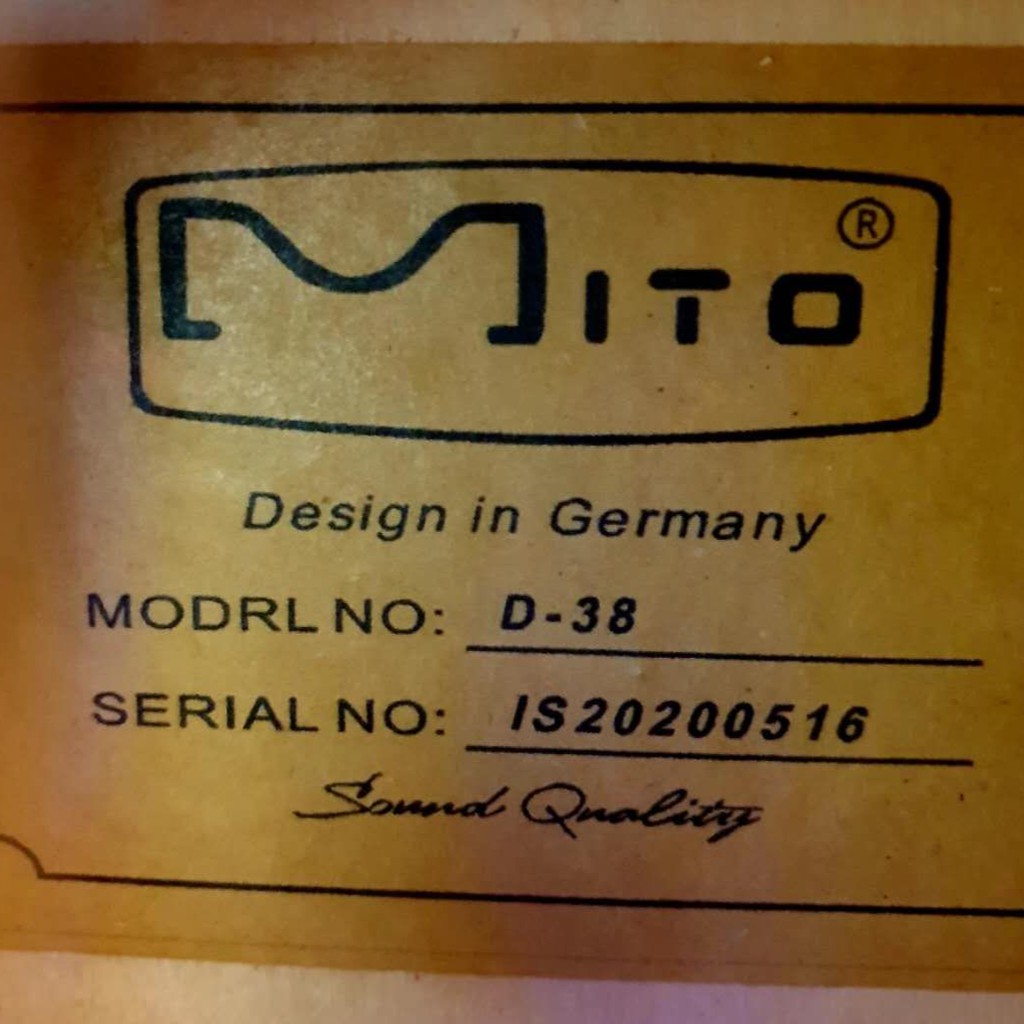 MITO ®
Design in Germany
MODRL NO: D-38
SERIAL NO: IS20200516
Sound Quality